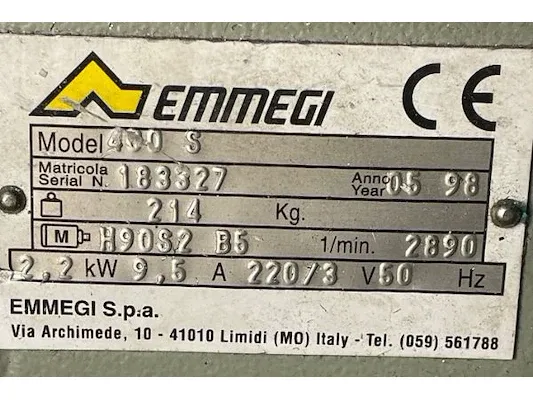 EMMEGI CE
Model 400 S
Matricola
Serial N. 183327 Anno
Year 05 98
214 Kg.
M H90S2 B5 1/min. 2890
2,2 kW 9,5 A 220/3 V50 Hz
EMMEGI S.p.a.
Via Archimede, 10 - 41010 Limidi (MO) Italy - Tel. (059) 561788